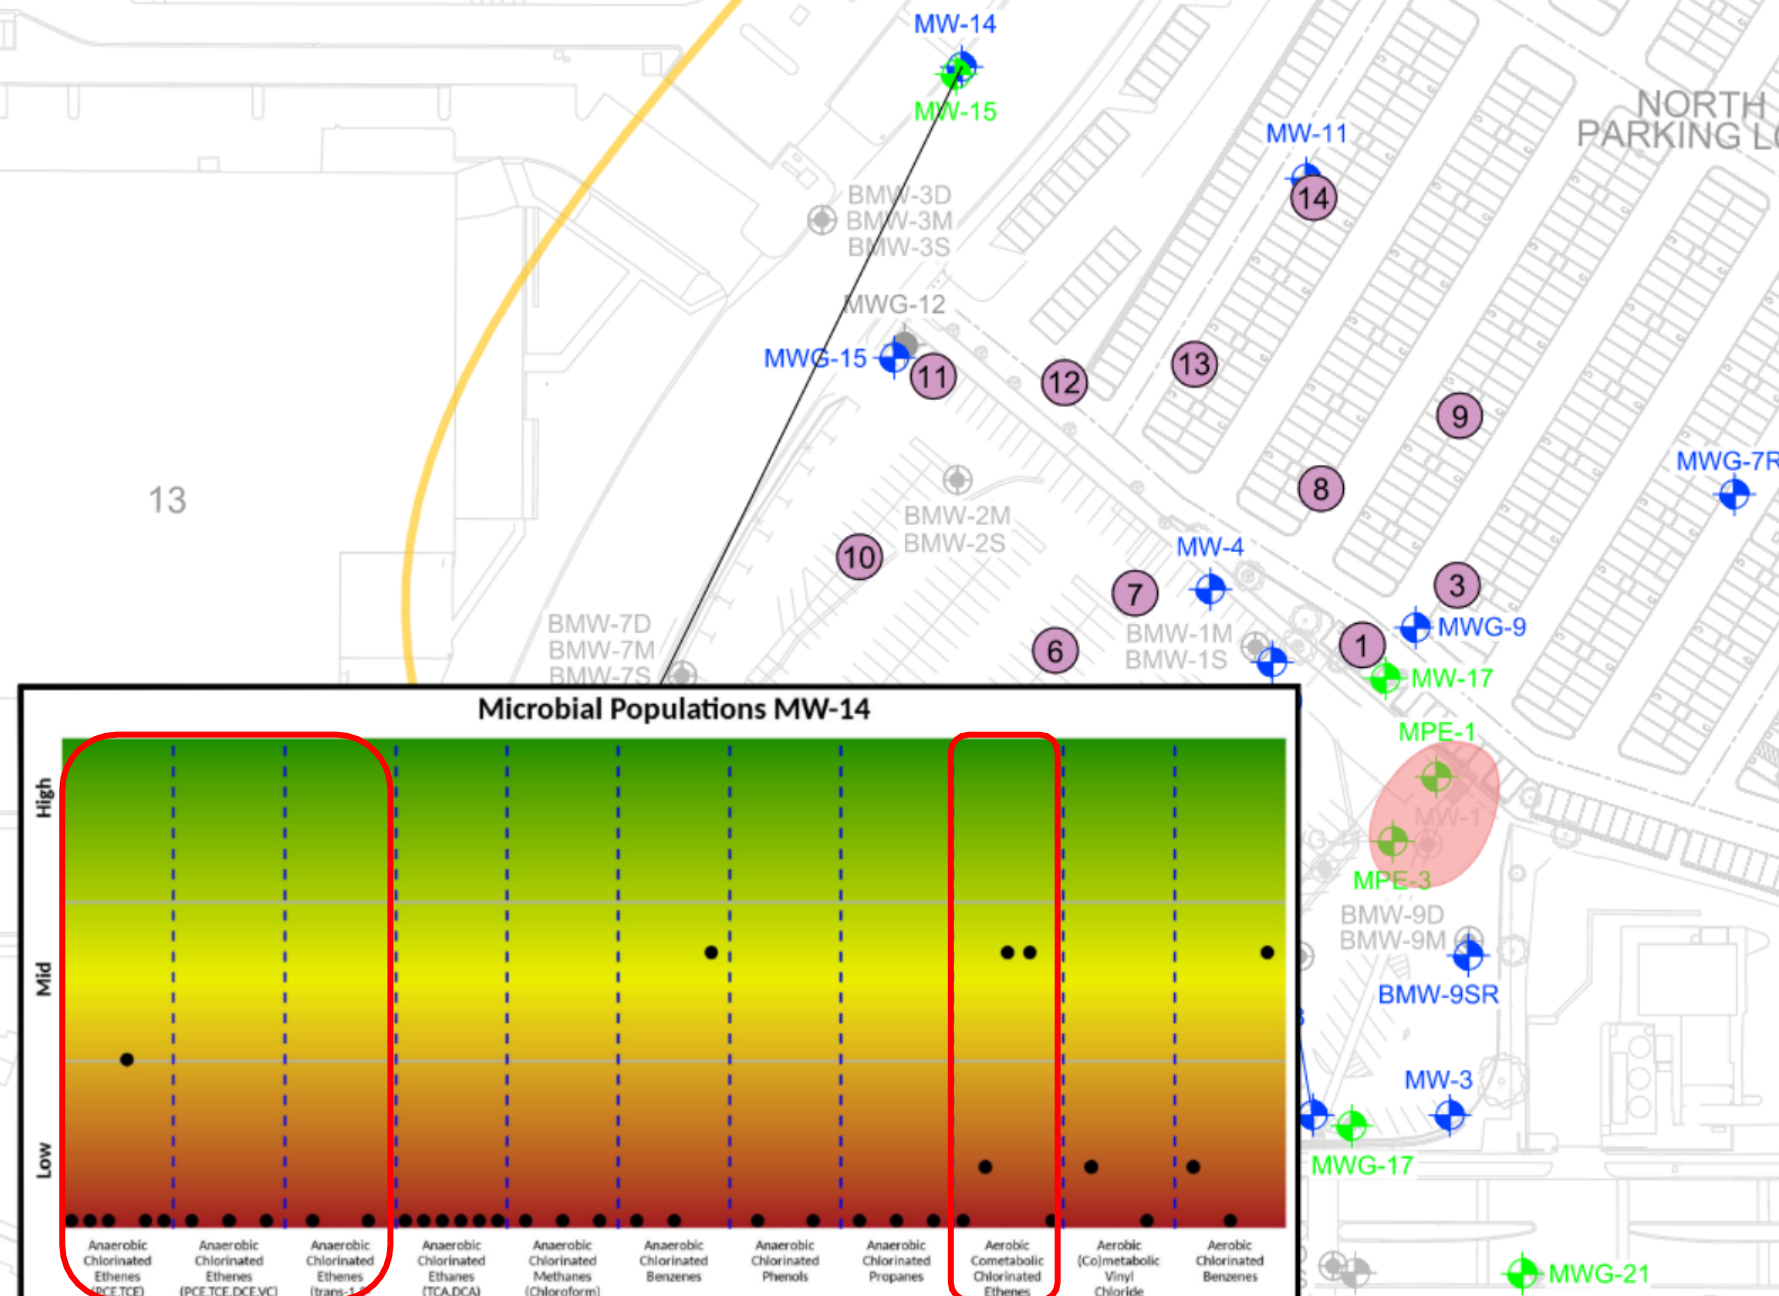 MW-14
MW-15
MW-11
NORTH
PARKING
14
BMW-3D
BMW-3M
BMW-3S
MWG-12
MWG-15
11
12
13
9
MWG-7R
8
13
BMW-2M
BMW-2S
10
MW-4
7
3
BMW-7D
BMW-7M
BMW-7S
6
BMW-1M
BMW-1S
1
MWG-9
MW-17
MPE-1
MW-1
MPE-3
BMW-9D
BMW-9M
BMW-9SR
MW-3
MWG-17
MWG-21
Microbial Populations MW-14
High
Mid
Low
Anaerobic
Chlorinated
Ethenes
(PCE,TCE)
Anaerobic
Chlorinated
Ethenes
(PCE,TCE,DCE,VC)
Anaerobic
Chlorinated
Ethenes
Anaerobic
Chlorinated
Ethanes
(TCA,DCA)
Anaerobic
Chlorinated
Methanes
(Chloroform)
Anaerobic
Chlorinated
Benzenes
Anaerobic
Chlorinated
Phenols
Anaerobic
Chlorinated
Propanes
Aerobic
Cometabolic
Chlorinated
Ethenes
Aerobic
(Co)metabolic
Vinyl
Chloride
Aerobic
Chlorinated
Benzenes